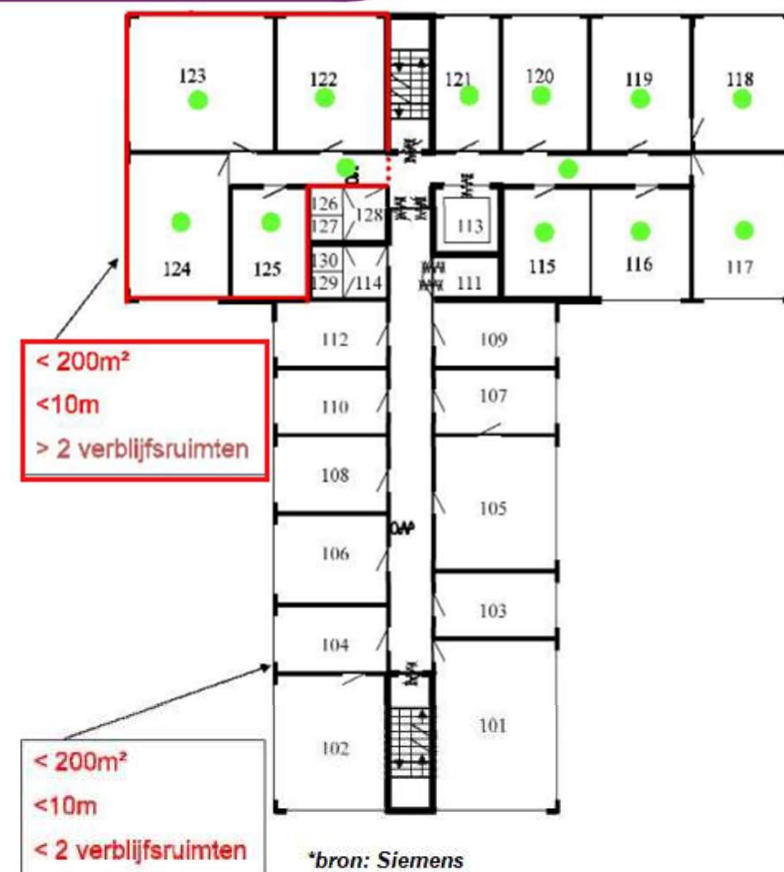 123 122 121 120 119 118
126 128
127 113
124 125 115 116 117
130
129 114 111
112 109
< 200m²
<10m
> 2 verblijfsruimten
110 107
108
105
106
103
104
102 101
< 200m²
<10m
< 2 verblijfsruimten
*bron: Siemens